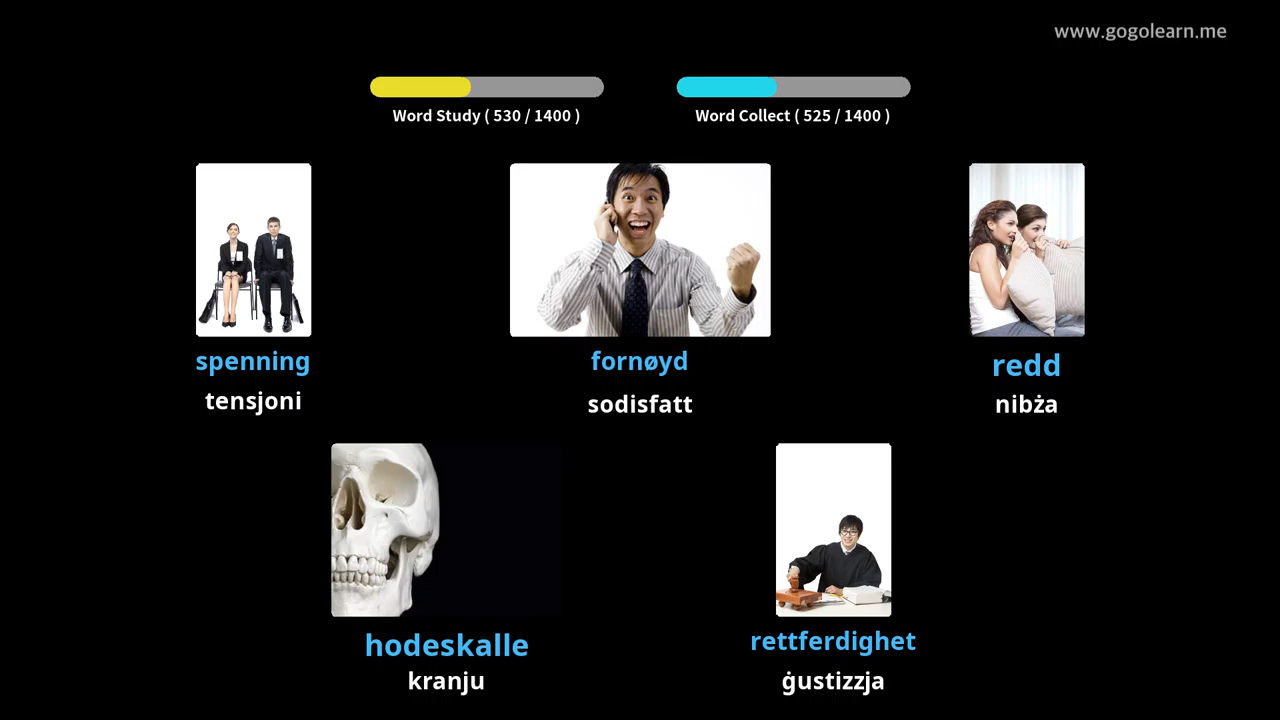 www.gogolearn.me
Word Study ( 530 / 1400 )
Word Collect ( 525 / 1400 )
spenning
tensjoni
fornøyd
sodisfatt
redd
nibża
hodeskalle
kranju
rettferdighet
ġustizzja